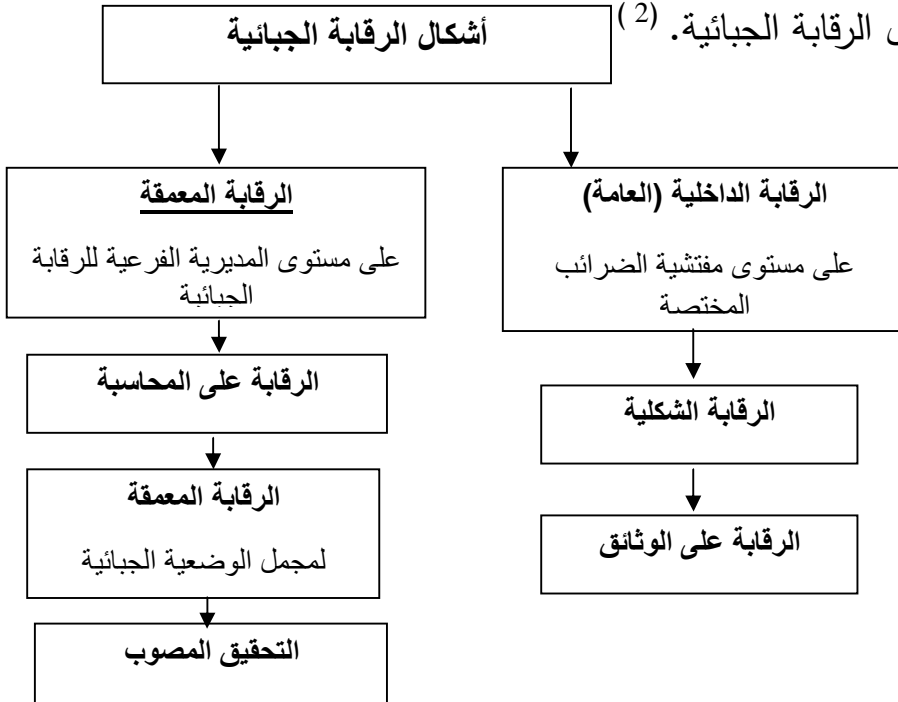 الرقابة الجبائية. (2)
أشكال الرقابة الجبائية
الرقابة الداخلية (العامة)
على مستوى مفتشية الضرائب
المختصة
الرقابة الشكلية
الرقابة على الوثائق
الرقابة المعمقة
على مستوى المديرية الفرعية للرقابة
الجبائية
الرقابة على المحاسبة
الرقابة المعمقة
لمجمل الوضعية الجبائية
التحقيق المصوب